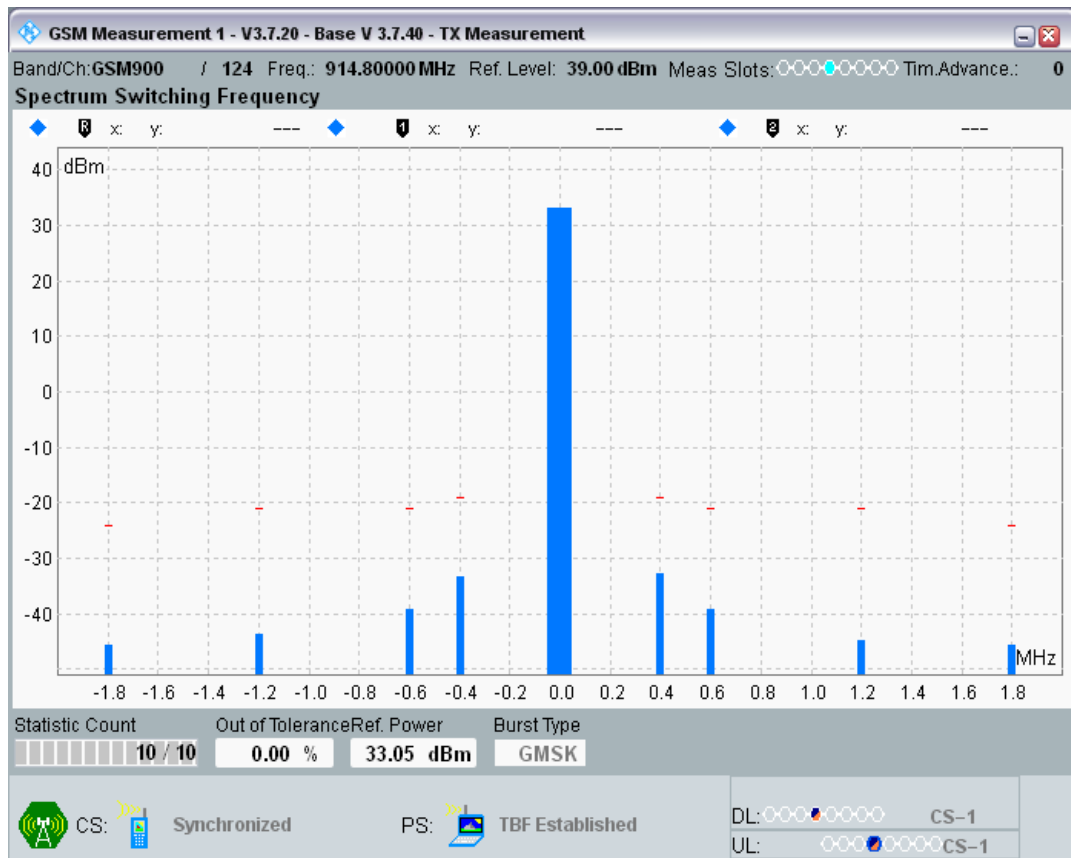 GSM Measurement 1 - V3.7.20 - Base V 3.7.40 - TX Measurement
Band/Ch:GSM900 / 124 Freq.: 914.80000 MHz Ref. Level: 39.00 dBm Meas Slots: Tim.Advance.: 0
Spectrum Switching Frequency
R x: y: --- 1 x: y: --- 2 x: y: ---
dBm
40
30
20
10
0
-10
-20
-30
-40
MHz
-1.8 -1.6 -1.4 -1.2 -1.0 -0.8 -0.6 -0.4 -0.2 0.0 0.2 0.4 0.6 0.8 1.0 1.2 1.4 1.6 1.8
Statistic Count Out of Tolerance Ref. Power Burst Type
10 / 10 0.00 % 33.05 dBm GMSK
CS: Synchronized PS: TBF Established
DL: CS-1
UL: CS-1